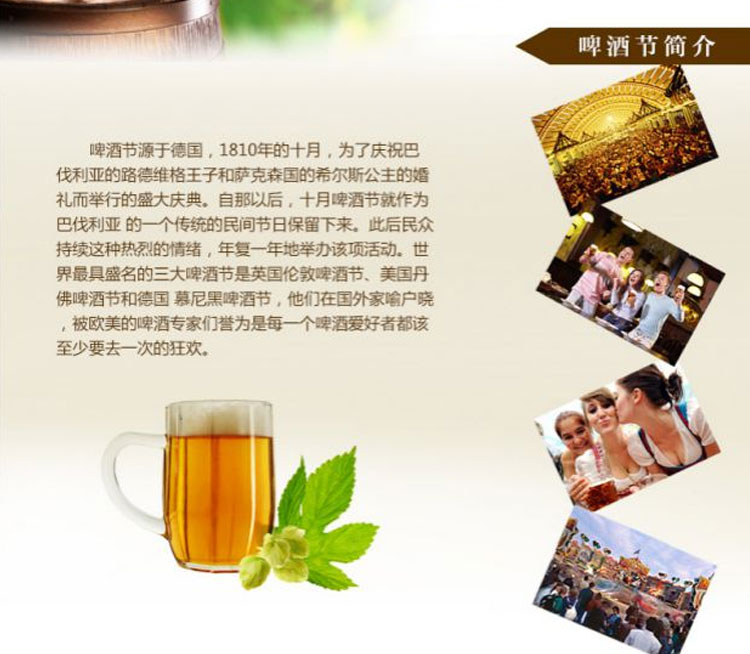 啤酒节简介
啤酒节源于德国，1810年的十月，为了庆祝巴
伐利亚的路德维格王子和萨克森国的希尔斯公主的婚
礼而举行的盛大庆典。自那以后，十月啤酒节就作为
巴伐利亚 的一个传统的民间节日保留下来。此后民众
持续这种热烈的情绪，年复一年地举办该项活动。世
界最具盛名的三大啤酒节是英国伦敦啤酒节、美国丹
佛啤酒节和德国 慕尼黑啤酒节，他们在国外家喻户晓
，被欧美的啤酒专家们誉为是每一个啤酒爱好者都该
至少要去一次的狂欢。